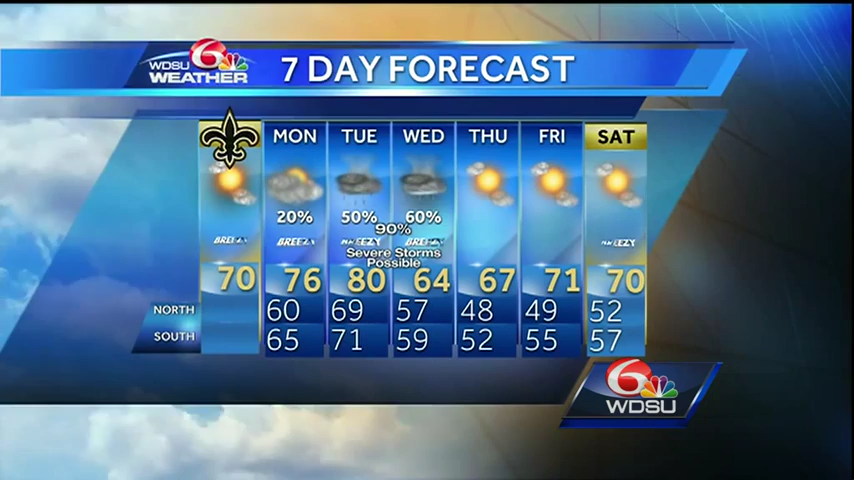 WDSU 6
WEATHER
7 DAY FORECAST
MON TUE WED THU FRI SAT
20% 50% 60%
90%
BREEZY BREEZY BREEZY BREEZY
Severe Storms
Possible
70 76 80 64 67 71 70
NORTH 60 69 57 48 49 52
SOUTH 65 71 59 52 55 57
6
WDSU